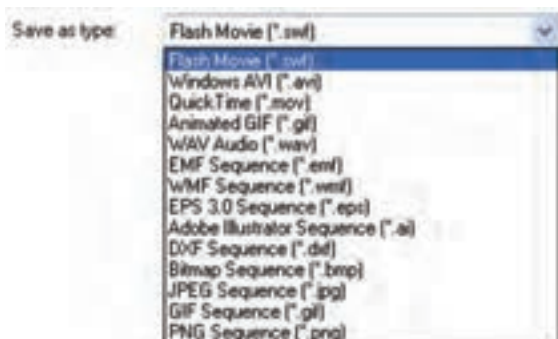 Save as type: Flash Movie (*.swf)
Flash Movie (*.swf)
Windows AVI (*.avi)
QuickTime (*.mov)
Animated GIF (*.gif)
WAV Audio (*.wav)
EMF Sequence (*.emf)
WMF Sequence (*.wmf)
EPS 3.0 Sequence (*.eps)
Adobe Illustrator Sequence (*.ai)
DXF Sequence (*.dxf)
Bitmap Sequence (*.bmp)
JPEG Sequence (*.jpg)
GIF Sequence (*.gif)
PNG Sequence (*.png)